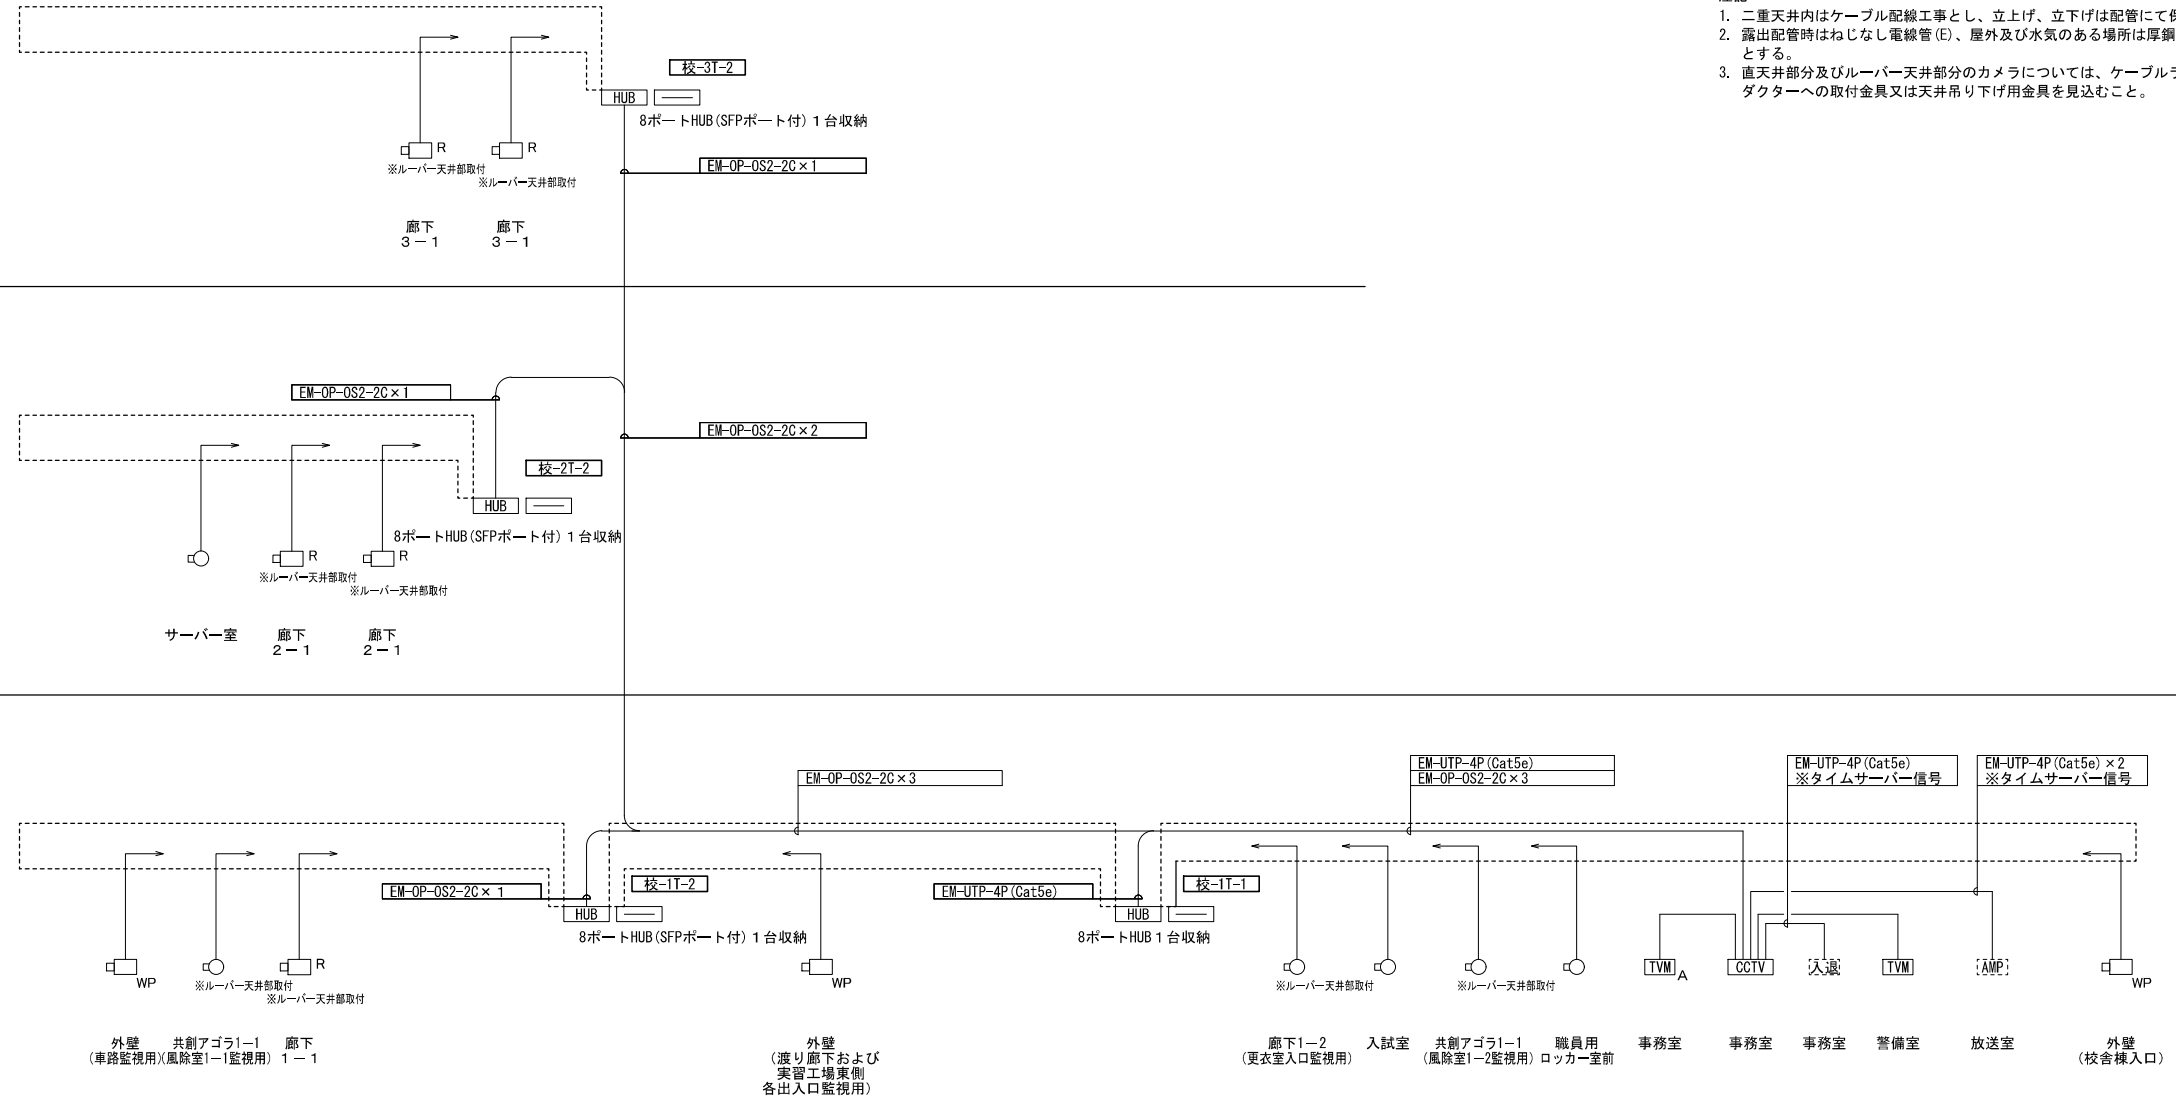 1. 二重天井内はケーブル配線工事とし、立上げ、立下げは配管にて
2. 露出配管時はねじなし電線管(E)、屋外及び水気のある場所は厚鋼
とする。
3. 直天井部分及びルーバー天井部分のカメラについては、ケーブル
ダクターへの取付金具又は天井吊り下げ用金具を見込むこと。
校-3T-2
HUB
8ポートHUB(SFPポート付)1台収納
EM-OP-OS2-2C×1
R
R
※ルーバー天井部取付
※ルーバー天井部取付
廊下
3-1
廊下
3-1
EM-OP-OS2-2C×1
EM-OP-OS2-2C×2
校-2T-2
HUB
8ポートHUB(SFPポート付)1台収納
R
R
※ルーバー天井部取付
※ルーバー天井部取付
サーバー室
廊下
2-1
廊下
2-1
EM-OP-OS2-2C×3
EM-UTP-4P(Cat5e)
EM-OP-OS2-2C×3
EM-UTP-4P(Cat5e)
※タイムサーバー信号
EM-UTP-4P(Cat5e)×2
※タイムサーバー信号
EM-OP-OS2-2C×1
校-1T-2
EM-UTP-4P(Cat5e)
校-1T-1
HUB
8ポートHUB(SFPポート付)1台収納
HUB
8ポートHUB1台収納
WP
※ルーバー天井部取付
R
※ルーバー天井部取付
WP
※ルーバー天井部取付
※ルーバー天井部取付
TVM
A
CCTV
入退
TVM
AMP
WP
外壁
(車路監視用)
共創アゴラ1-1
(風除室1-1監視用)
廊下
1-1
外壁
(渡り廊下および
実習工場東側
各出入口監視用)
廊下1-2
(更衣室入口監視用)
入試室
共創アゴラ1-1
(風除室1-2監視用)
職員用
ロッカー室前
事務室
事務室
事務室
警備室
放送室
外壁
(校舎棟入口)